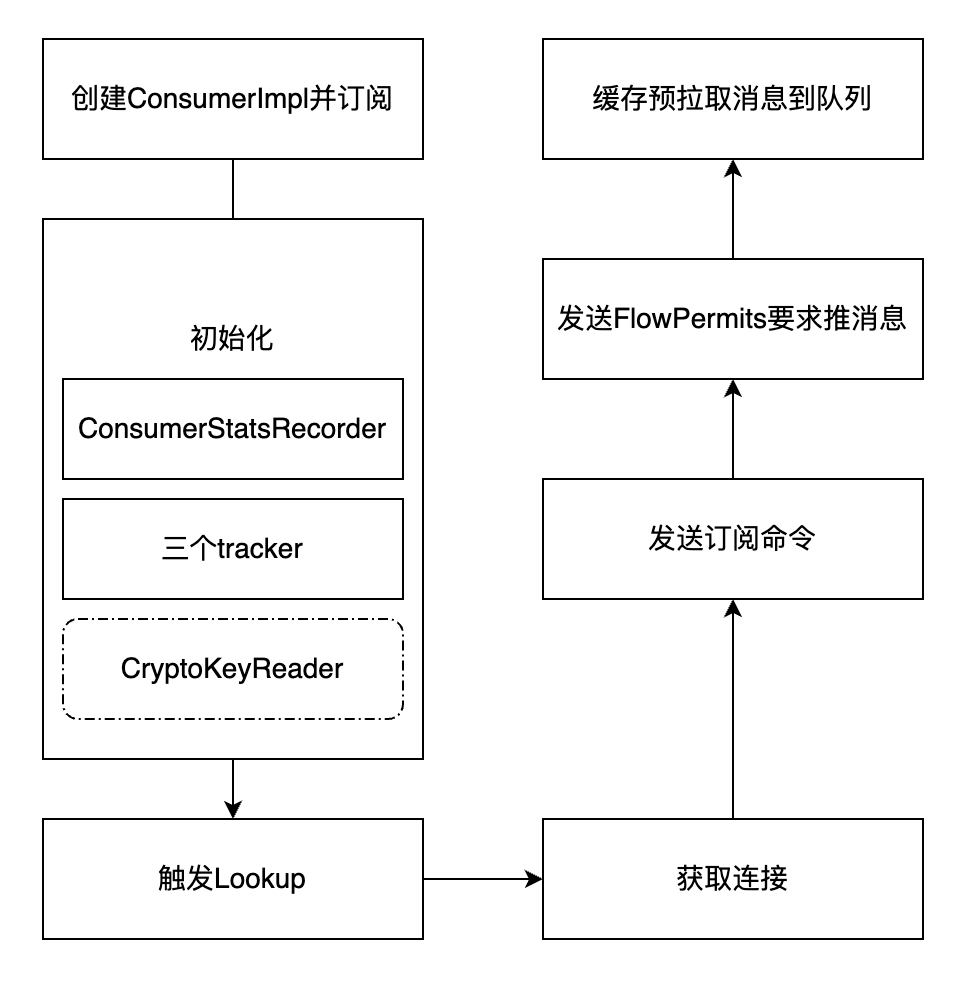 创建ConsumerImpl并订阅
初始化
ConsumerStatsRecorder
三个tracker
CryptoKeyReader
触发Lookup
获取连接
发送订阅命令
发送FlowPermits要求推消息
缓存预拉取消息到队列